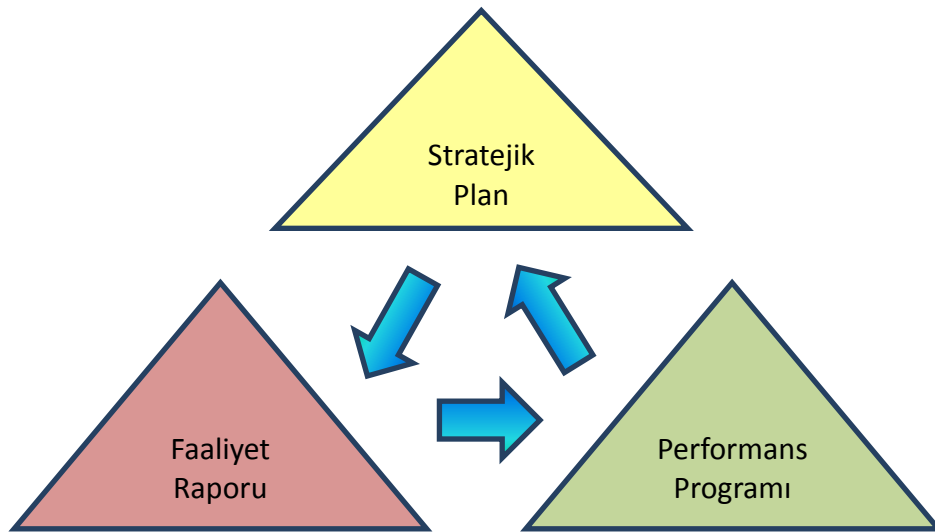 Stratejik
Plan
Faaliyet
Raporu
Performans
Programı